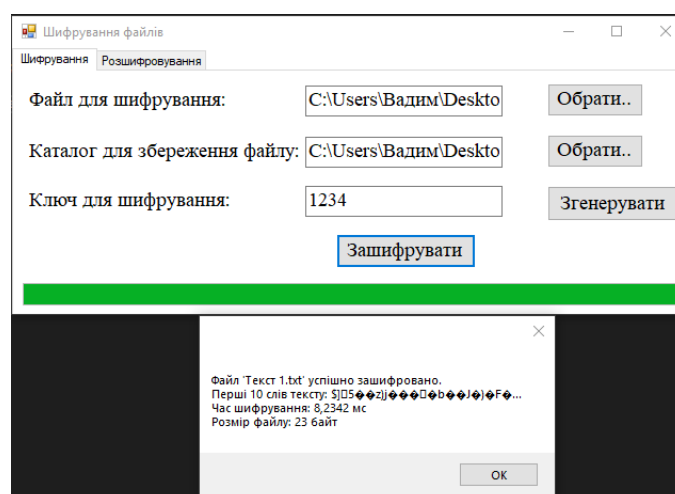 Шифрування файлів
Шифрування Розшифровування
Файл для шифрування: C:\Users\Вадим\Deskto Обрати..
Каталог для збереження файлу: C:\Users\Вадим\Deskto Обрати..
Ключ для шифрування: 1234 Згенерувати
Зашифрувати
Файл 'Текст 1.txt' успішно зашифровано.
Перші 10 слів тексту: $]▯5��z)j���▯�b��J�)�F�...
Час шифрування: 8,2342 мс
Розмір файлу: 23 байт
OK